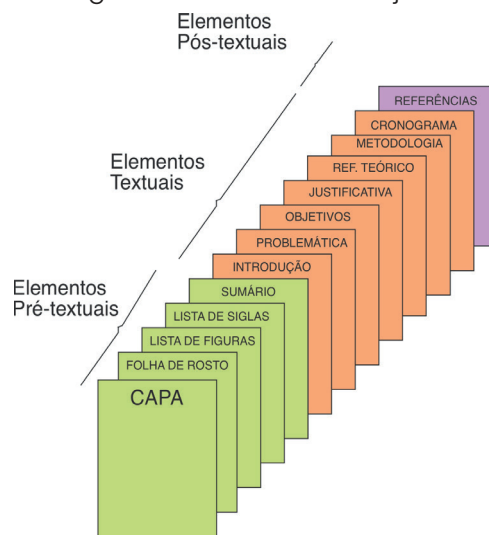 Elementos
Pós-textuais
REFERÊNCIAS
CRONOGRAMA
METODOLOGIA
Elementos
Textuais
REF. TEÓRICO
JUSTIFICATIVA
OBJETIVOS
PROBLEMÁTICA
INTRODUÇÃO
Elementos
Pré-textuais
SUMÁRIO
LISTA DE SIGLAS
LISTA DE FIGURAS
FOLHA DE ROSTO
CAPA